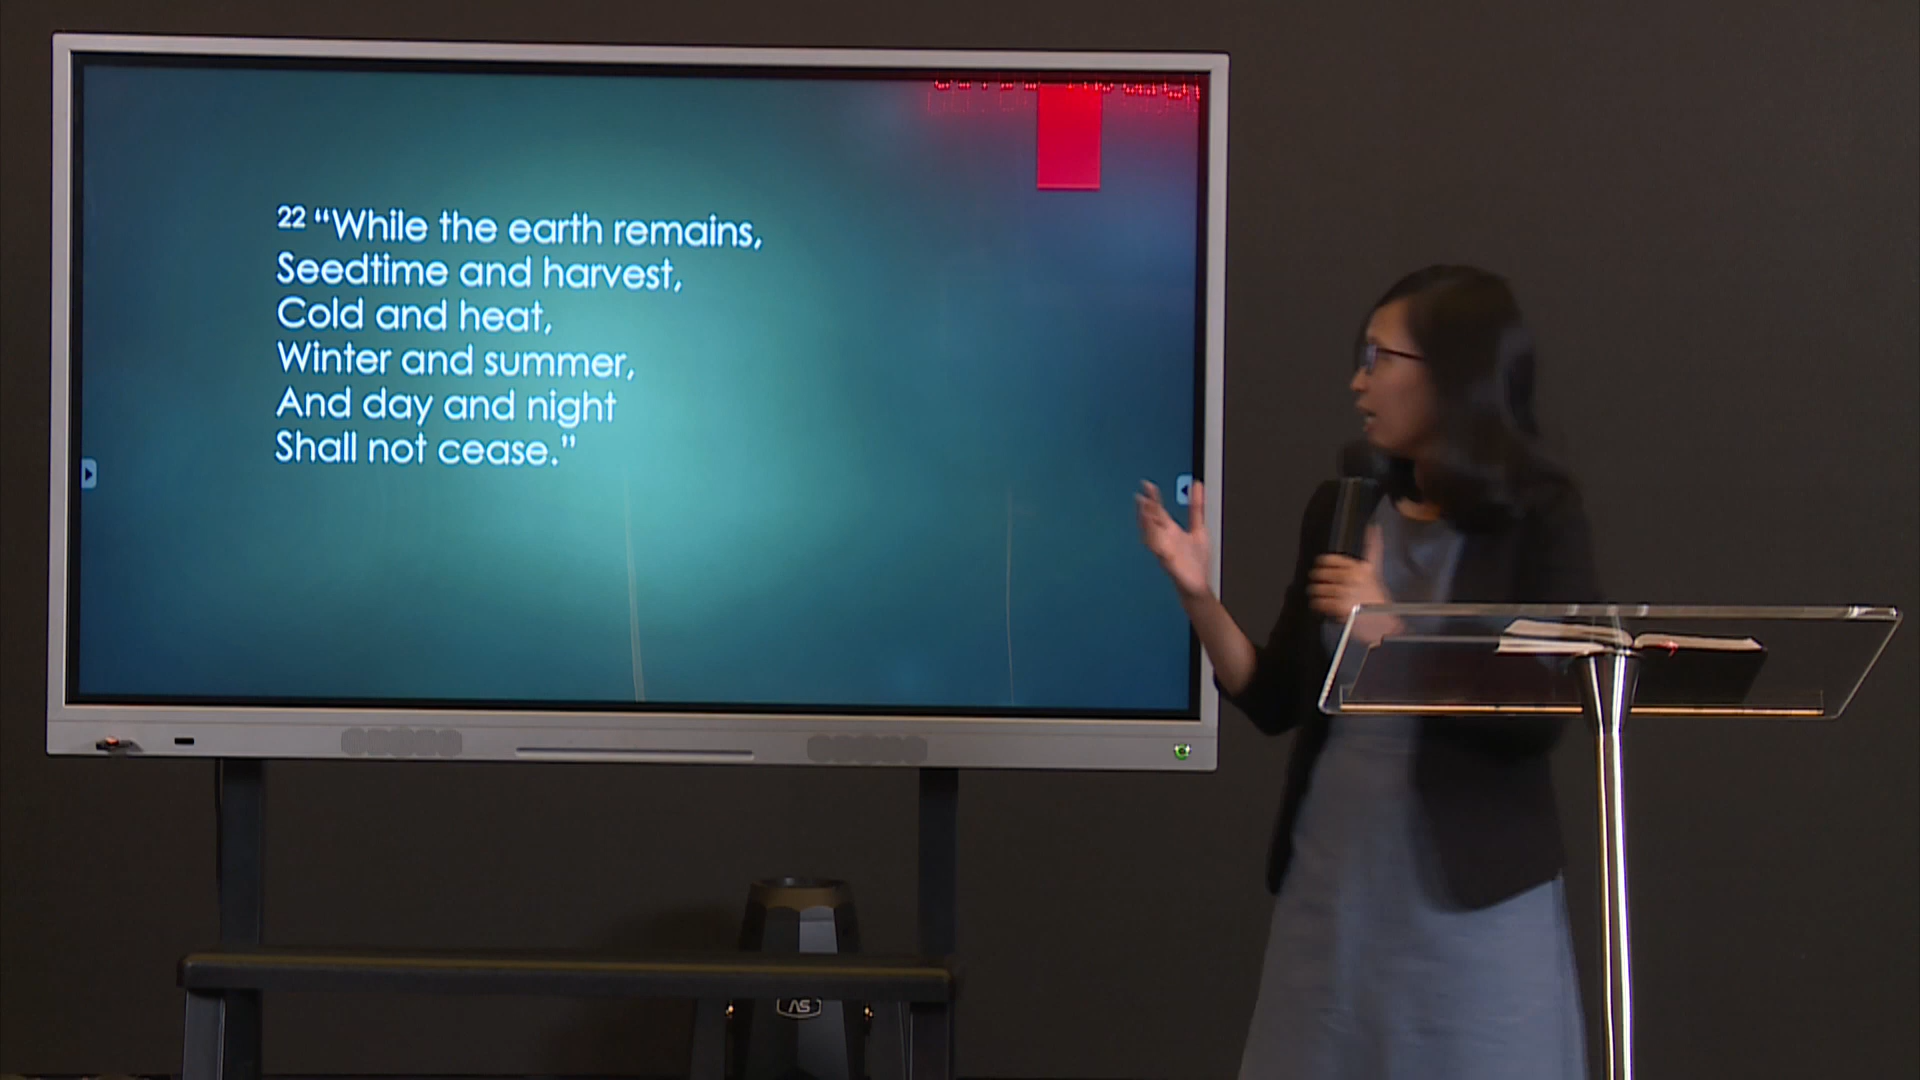 22 “While the earth remains,
Seedtime and harvest,
Cold and heat,
Winter and summer,
And day and night
Shall not cease.”
AS